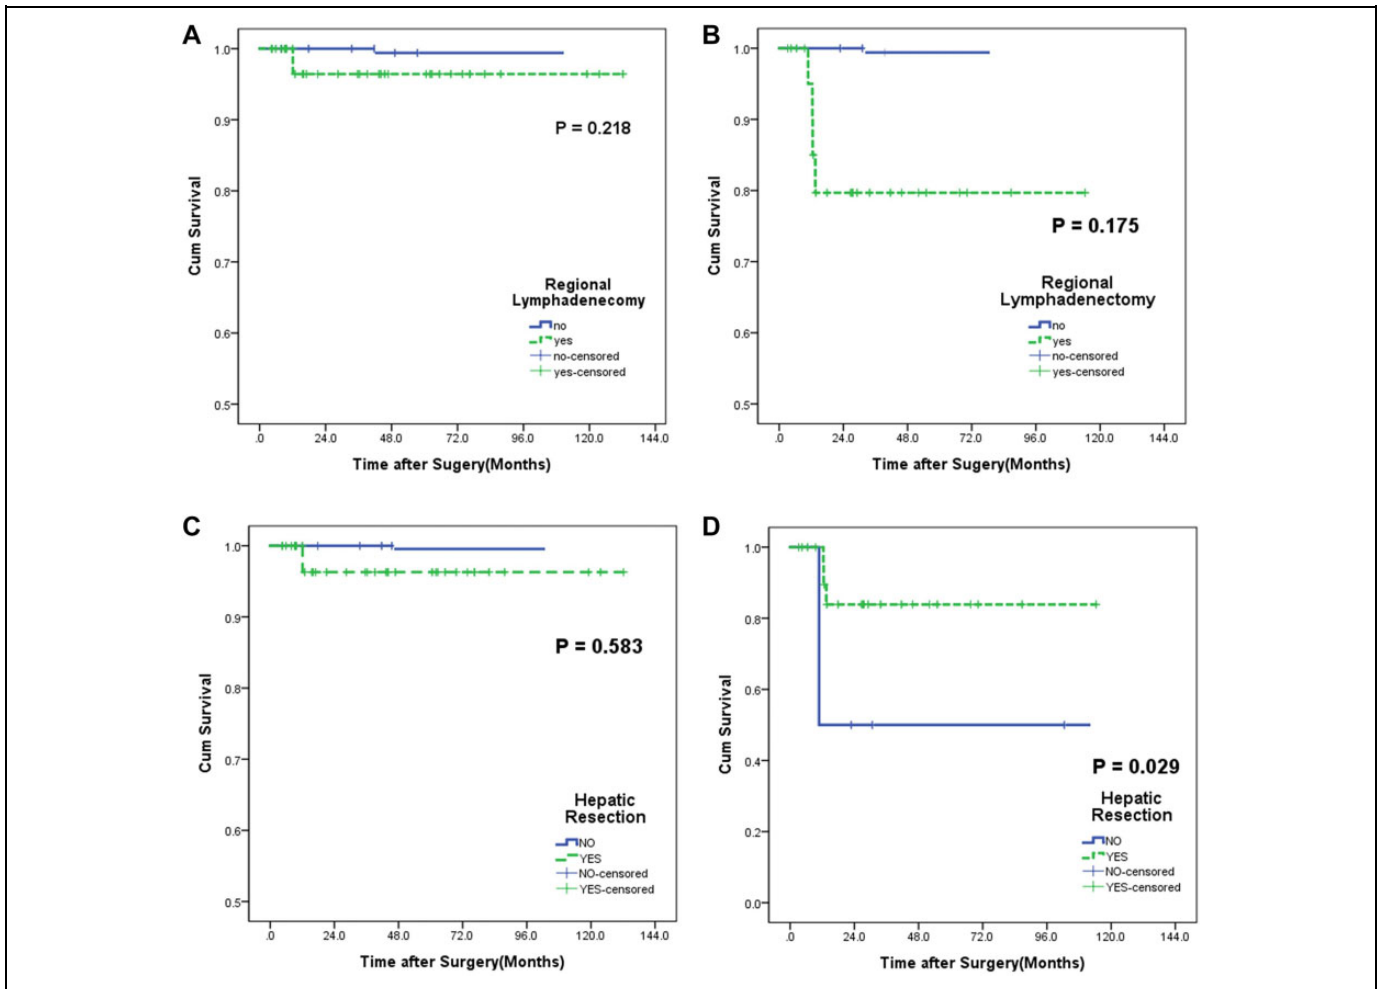 A
1.0
0.9
0.8
0.7
0.6
0.5
Cum Survival
P = 0.218
Regional
Lymphadenecomy
no
yes
no-censored
yes-censored
.0 24.0 48.0 72.0 96.0 120.0 144.0
Time after Sugery(Months)
B
1.0
0.9
0.8
0.7
0.6
0.5
Cum Survival
P = 0.175
Regional
Lymphadenectomy
no
yes
no-censored
yes-censored
.0 24.0 48.0 72.0 96.0 120.0 144.0
Time after Sugery(Months)
C
1.0
0.9
0.8
0.7
0.6
0.5
Cum Survival
P = 0.583
Hepatic
Resection
NO
YES
NO-censored
YES-censored
.0 24.0 48.0 72.0 96.0 120.0 144.0
Time after Surgery(Months)
D
1.0
0.8
0.6
0.4
0.2
0.0
Cum Survival
P = 0.029
Hepatic
Resection
NO
YES
NO-censored
YES-censored
.0 24.0 48.0 72.0 96.0 120.0 144.0
Time after Surgery(Months)